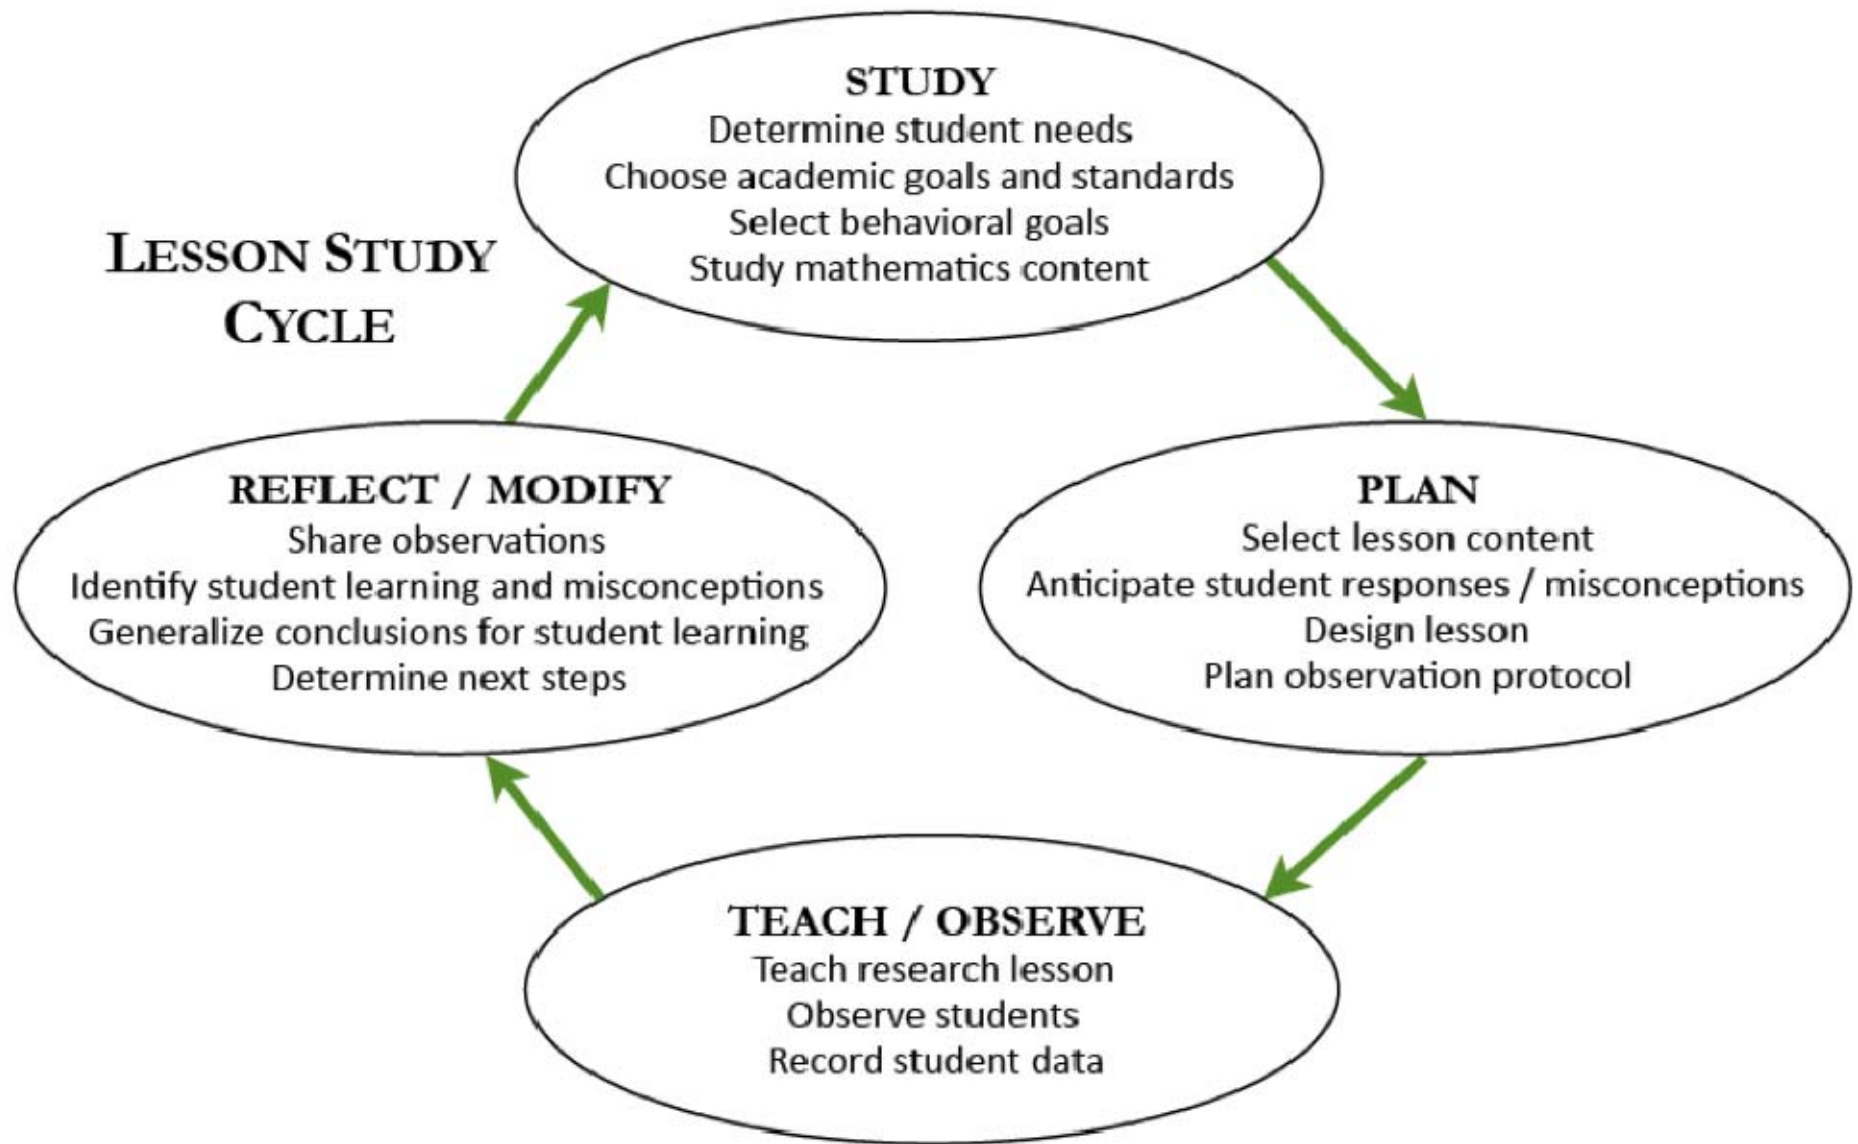 LESSON STUDY
CYCLE
STUDY
Determine student needs
Choose academic goals and standards
Select behavioral goals
Study mathematics content
PLAN
Select lesson content
Anticipate student responses / misconceptions
Design lesson
Plan observation protocol
TEACH / OBSERVE
Teach research lesson
Observe students
Record student data
REFLECT / MODIFY
Share observations
Identify student learning and misconceptions
Generalize conclusions for student learning
Determine next steps